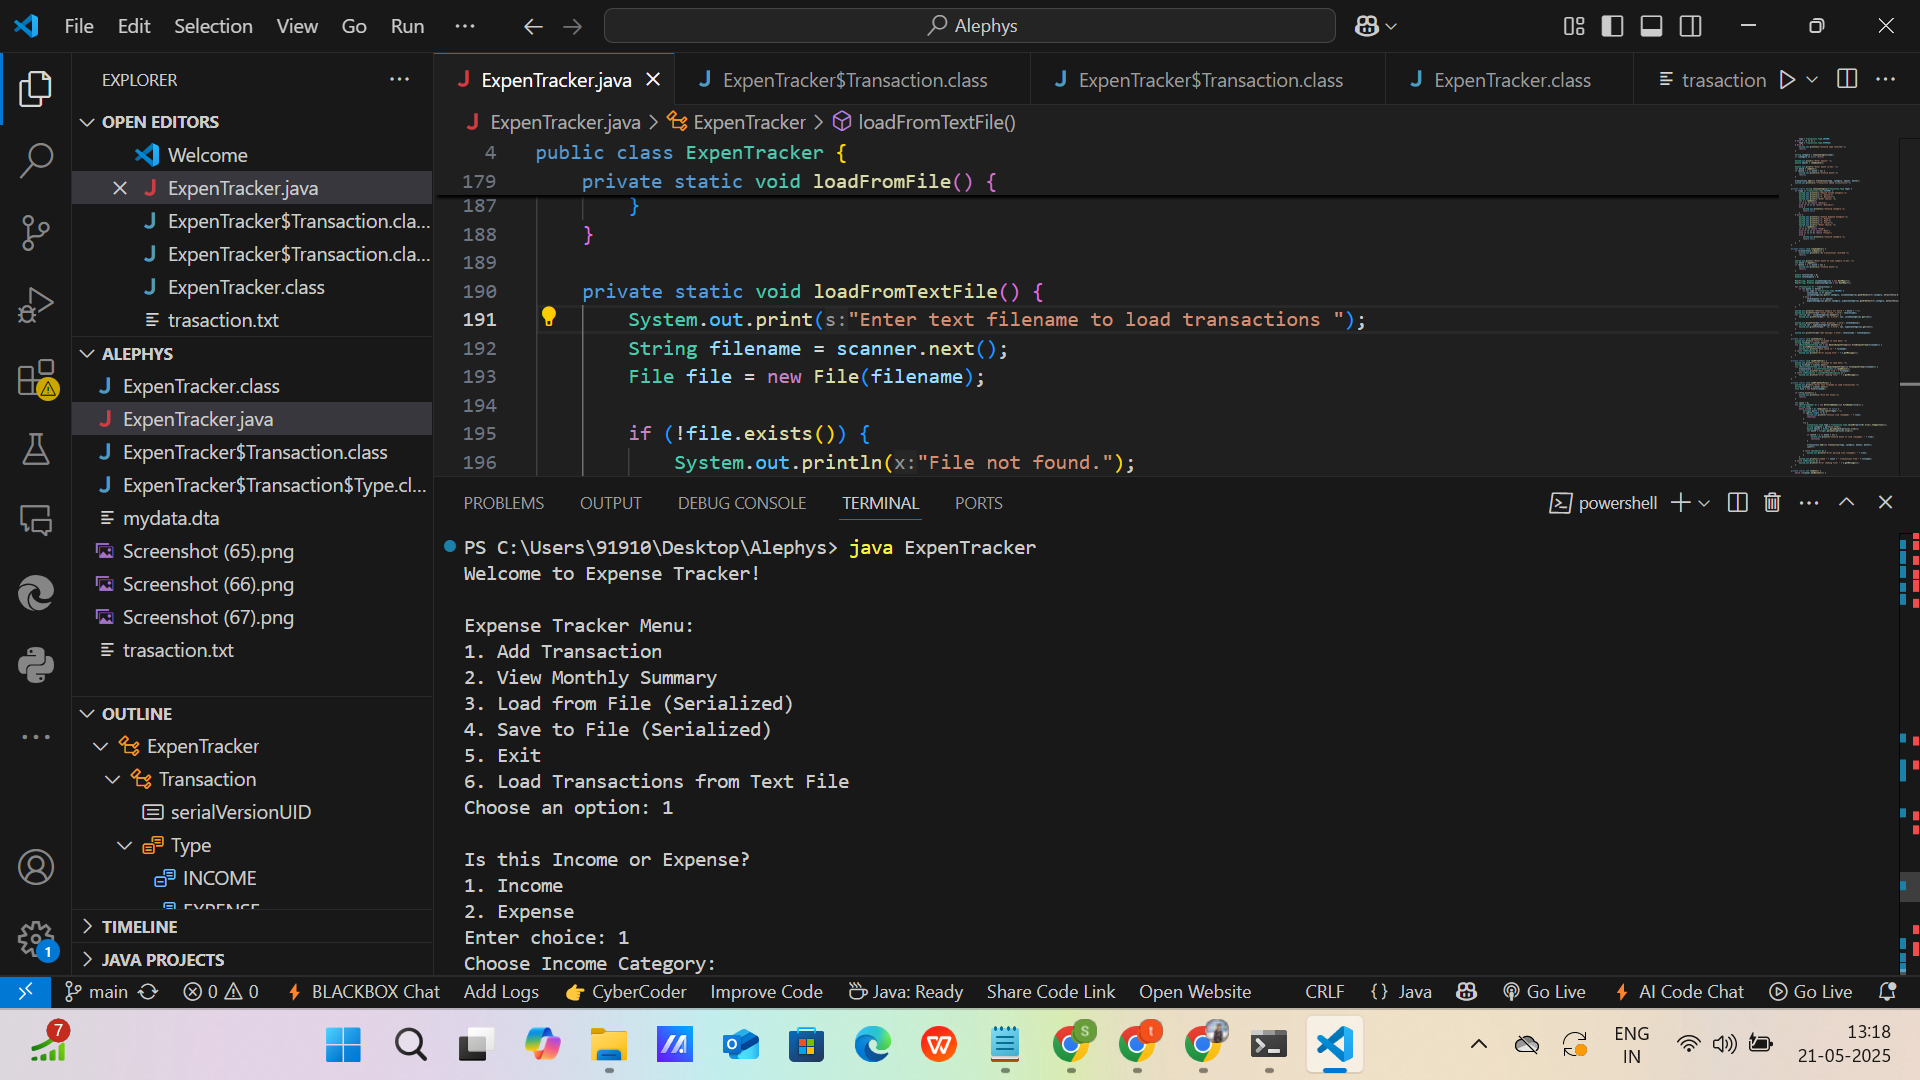 File Edit Selection View Go Run ··· Alephys
EXPLORER
OPEN EDITORS
Welcome
ExpenTracker.java
ExpenTracker$Transaction.cla...
ExpenTracker$Transaction.cla...
ExpenTracker.class
trasaction.txt
ALEPHYS
ExpenTracker.class
ExpenTracker.java
ExpenTracker$Transaction.class
ExpenTracker$Transaction$Type.cl...
mydata.dta
Screenshot (65).png
Screenshot (66).png
Screenshot (67).png
trasaction.txt
OUTLINE
ExpenTracker
Transaction
serialVersionUID
Type
INCOME
EXPENSE
TIMELINE
JAVA PROJECTS
ExpenTracker.java ExpenTracker$Transaction.class ExpenTracker$Transaction.class ExpenTracker.class trasaction
ExpenTracker.java > ExpenTracker > loadFromTextFile()
4 public class ExpenTracker {
179 private static void loadFromFile() {
187 }
188 }
189
190 private static void loadFromTextFile() {
191 System.out.print(s:"Enter text filename to load transactions ");
192 String filename = scanner.next();
193 File file = new File(filename);
194
195 if (!file.exists()) {
196 System.out.println(x:"File not found.");
PROBLEMS OUTPUT DEBUG CONSOLE TERMINAL PORTS powershell
PS C:\Users\91910\Desktop\Alephys> java ExpenTracker
Welcome to Expense Tracker!
Expense Tracker Menu:
1. Add Transaction
2. View Monthly Summary
3. Load from File (Serialized)
4. Save to File (Serialized)
5. Exit
6. Load Transactions from Text File
Choose an option: 1
Is this Income or Expense?
1. Income
2. Expense
Enter choice: 1
Choose Income Category:
1
main 0 0 BLACKBOX Chat Add Logs CyberCoder Improve Code Java: Ready Share Code Link Open Website CRLF {} Java Go Live AI Code Chat Go Live
7
S
t
ENG
IN
13:18
21-05-2025